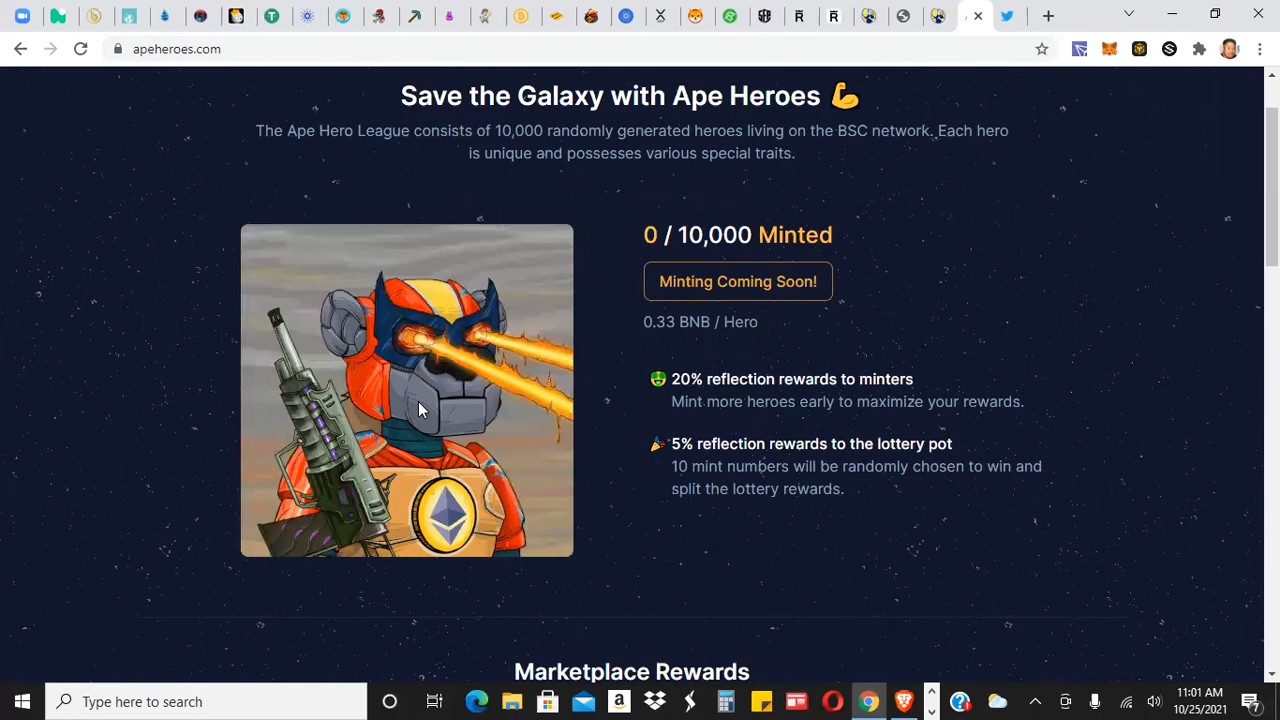 apeheroes.com
Save the Galaxy with Ape Heroes 💪
The Ape Hero League consists of 10,000 randomly generated heroes living on the BSC network. Each hero
is unique and possesses various special traits.
0 / 10,000 Minted
Minting Coming Soon!
0.33 BNB / Hero
🤑 20% reflection rewards to minters
Mint more heroes early to maximize your rewards.
🎉 5% reflection rewards to the lottery pot
10 mint numbers will be randomly chosen to win and
split the lottery rewards.
Marketplace Rewards
Type here to search
11:01 AM
10/25/2021
7